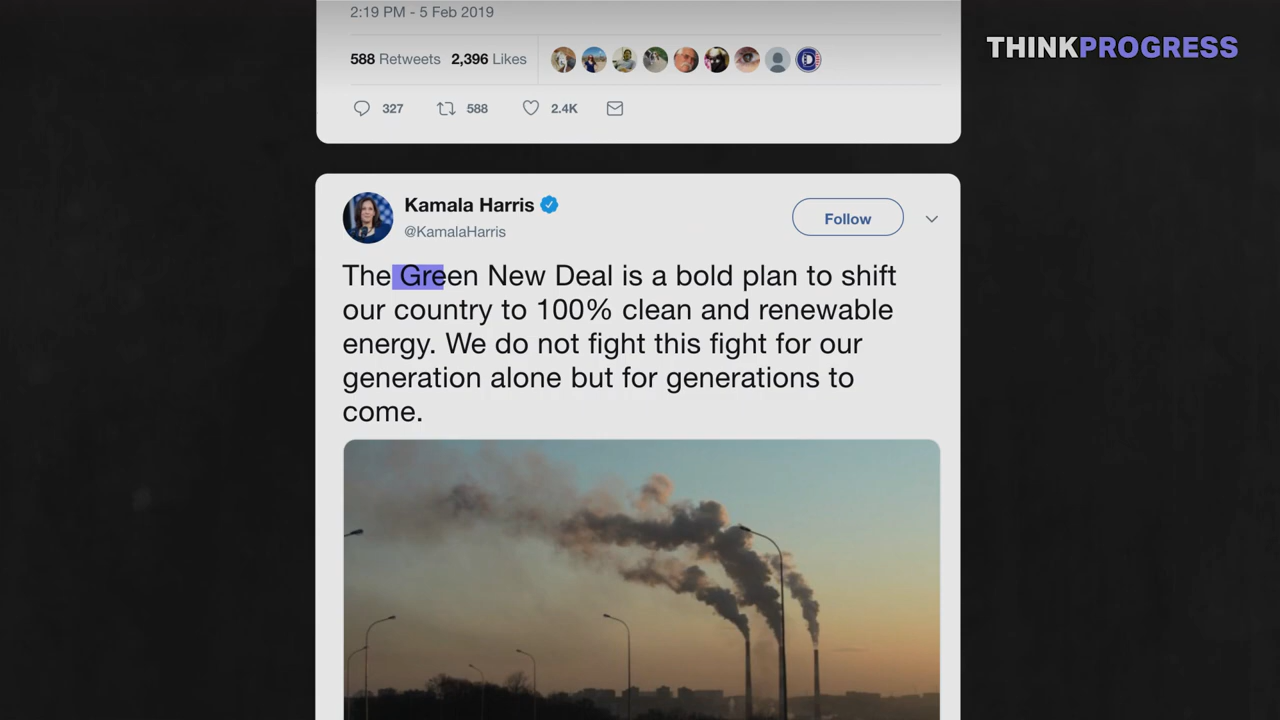 2:19 PM - 5 Feb 2019
THINKPROGRESS
588 Retweets 2,396 Likes
327 588 2.4K
Kamala Harris
@KamalaHarris
Follow
The Green New Deal is a bold plan to shift
our country to 100% clean and renewable
energy. We do not fight this fight for our
generation alone but for generations to
come.